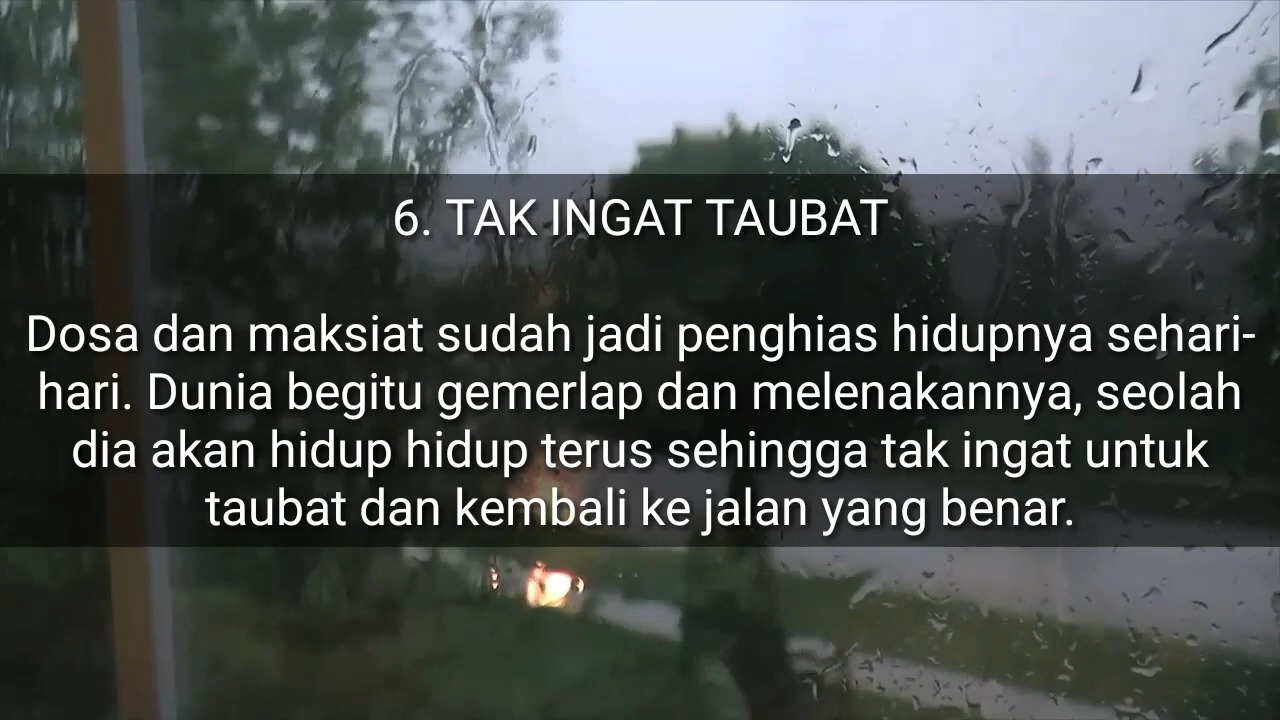 6. TAK INGAT TAUBAT
Dosa dan maksiat sudah jadi penghias hidupnya sehari-
hari. Dunia begitu gemerlap dan melenakannya, seolah
dia akan hidup hidup terus sehingga tak ingat untuk
taubat dan kembali ke jalan yang benar.